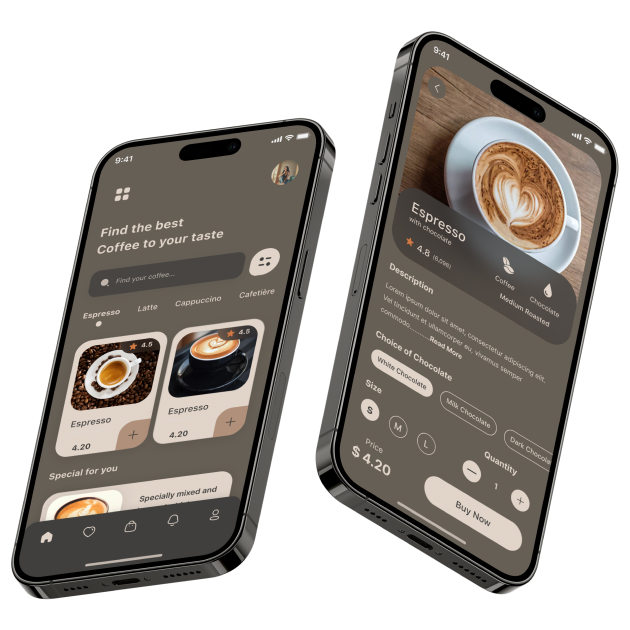 9:41
Find the best
Coffee to your taste
Find your coffee...
Espresso Latte Cappuccino Cafetière
4.5
Espresso
4.20
4.5
Espresso
4.20
Special for you
Specially mixed and
9:41
Espresso
with chocolate
4.8 (6,098)
Coffee
Chocolate
Medium Roasted
Description
Lorem ipsum dolor sit amet, consectetur adipiscing elit.
Vel tincidunt et ullamcorper eu, vivamus semper
commodo..........Read More
Choice of Chocolate
White Chocolate
Milk Chocolate
Dark Chocola
Size
S
M
L
Price
$ 4.20
Quantity
1
Buy Now